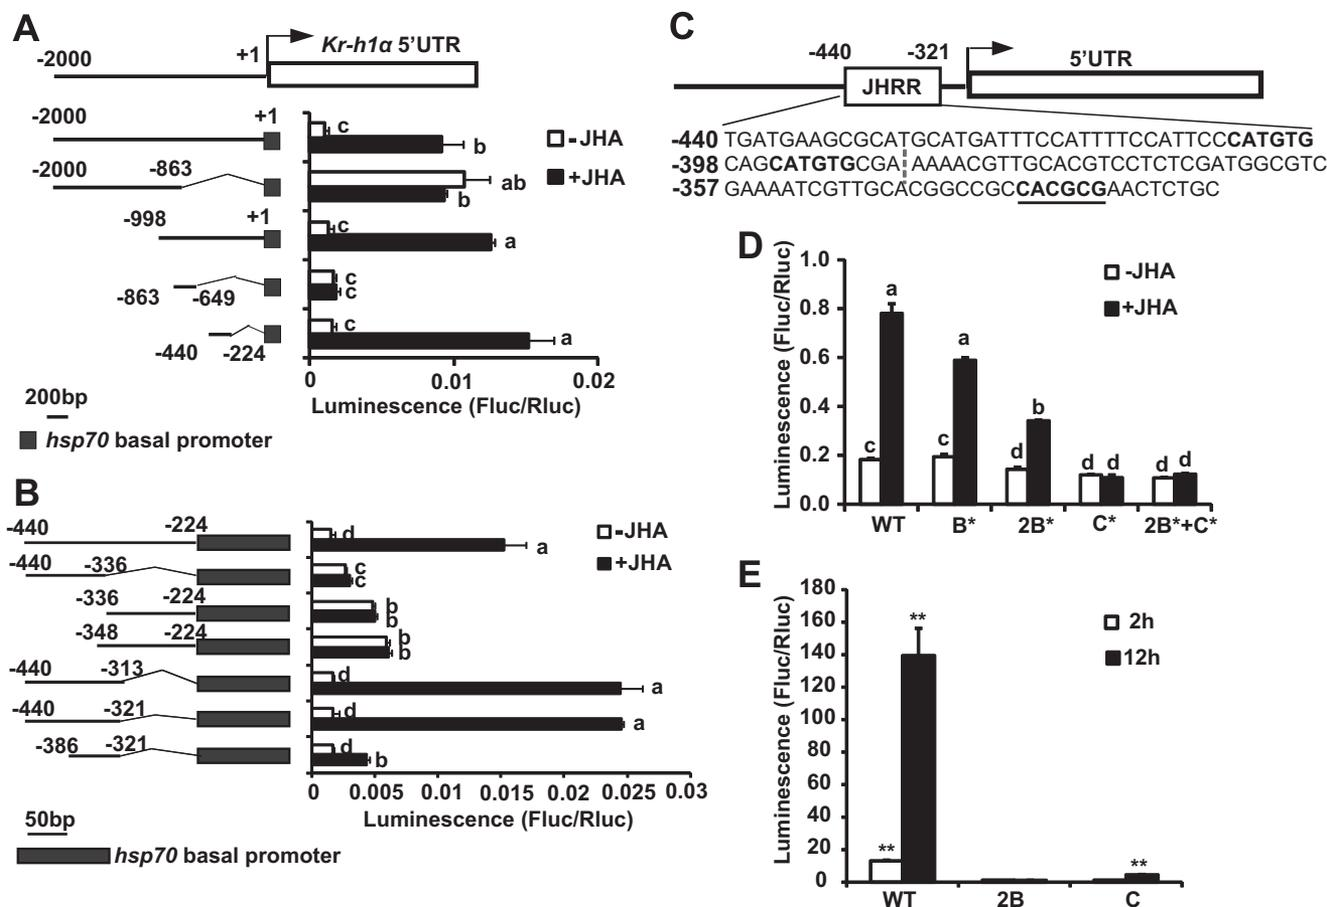 A
-2000
+1
Kr-h1α 5’UTR
-2000
+1
-2000
-863
-998
+1
-863
-649
-440
-224
c
b
ab
b
c
a
c
c
c
a
-JHA
+JHA
0
0.01
0.02
Luminescence (Fluc/Rluc)
200bp
hsp70 basal promoter
B
-440
-224
-440
-336
-336
-224
-348
-224
-440
-313
-440
-321
-386
-321
d
a
c
c
b
b
b
b
d
a
d
a
d
b
-JHA
+JHA
0
0.005
0.01
0.015
0.02
0.025
0.03
Luminescence (Fluc/Rluc)
50bp
hsp70 basal promoter
C
-440
-321
JHRR
5’UTR
-440 TGATGAAGCGCATGCATGATTTCCATTTTCCATTCCCATGTG
-398 CAGCATGTGCGA AAAACGTTGCACGTCCTCTCGATGGCGTC
-357 GAAAATCGTTGCACGGCCGCCACGCGAACTCTGC
D
Luminescence (Fluc/Rluc)
1.0
0.8
0.6
0.4
0.2
0.0
-JHA
+JHA
c
a
c
a
d
b
d
d
d
d
WT
B*
2B*
C*
2B*+C*
E
Luminescence (Fluc/Rluc)
180
160
140
120
100
80
60
40
20
0
2h
12h
**
**
**
WT
2B
C